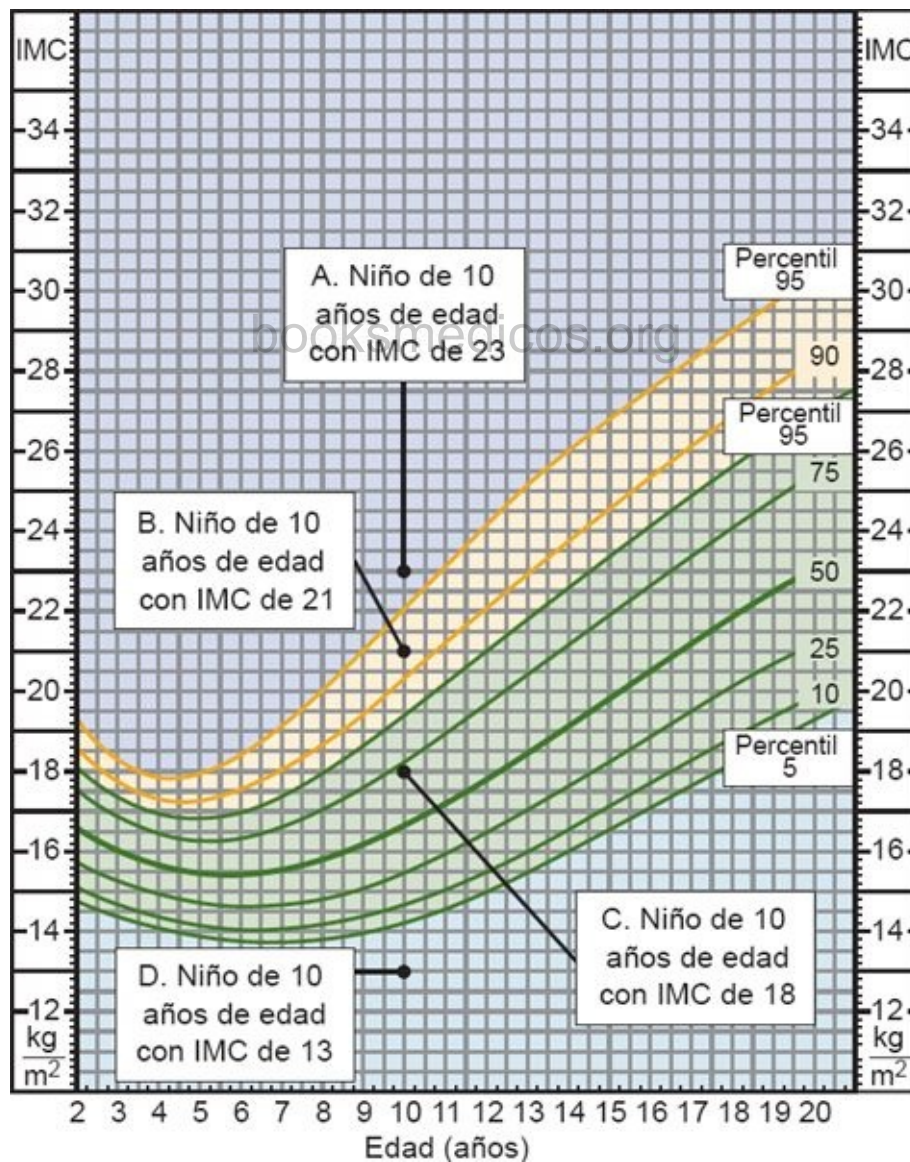 IMC
IMC
34
34
32
32
30
30
28
28
26
26
24
24
22
22
20
20
18
18
16
16
14
14
12
12
kg
m2
kg
m2
Percentil
95
90
Percentil
95
75
50
25
10
Percentil
5
A. Niño de 10
años de edad
con IMC de 23
booksmedicos.org
B. Niño de 10
años de edad
con IMC de 21
C. Niño de 10
años de edad
con IMC de 18
D. Niño de 10
años de edad
con IMC de 13
2 3 4 5 6 7 8 9 10 11 12 13 14 15 16 17 18 19 20
Edad (años)